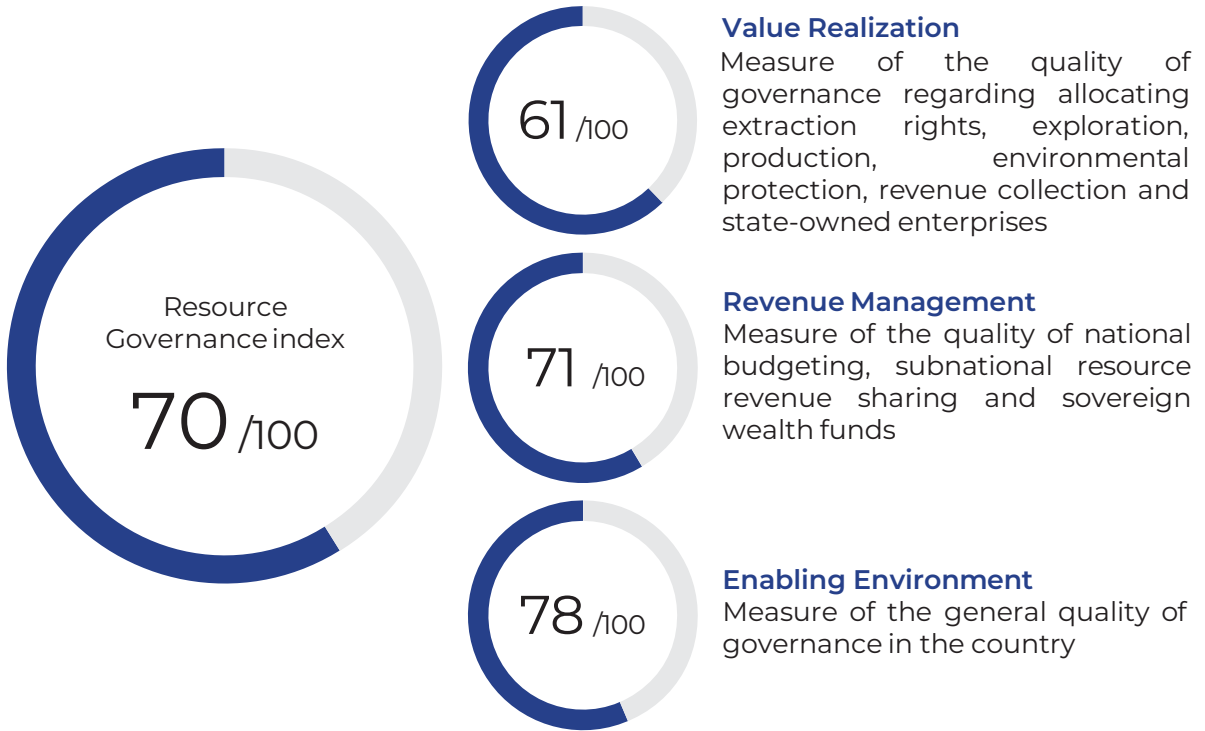 Resource
Governance index
70 /100
61 /100
Value Realization
Measure of the quality of
governance regarding allocating
extraction rights, exploration,
production, environmental
protection, revenue collection and
state-owned enterprises
71 /100
Revenue Management
Measure of the quality of national
budgeting, subnational resource
revenue sharing and sovereign
wealth funds
78 /100
Enabling Environment
Measure of the general quality of
governance in the country